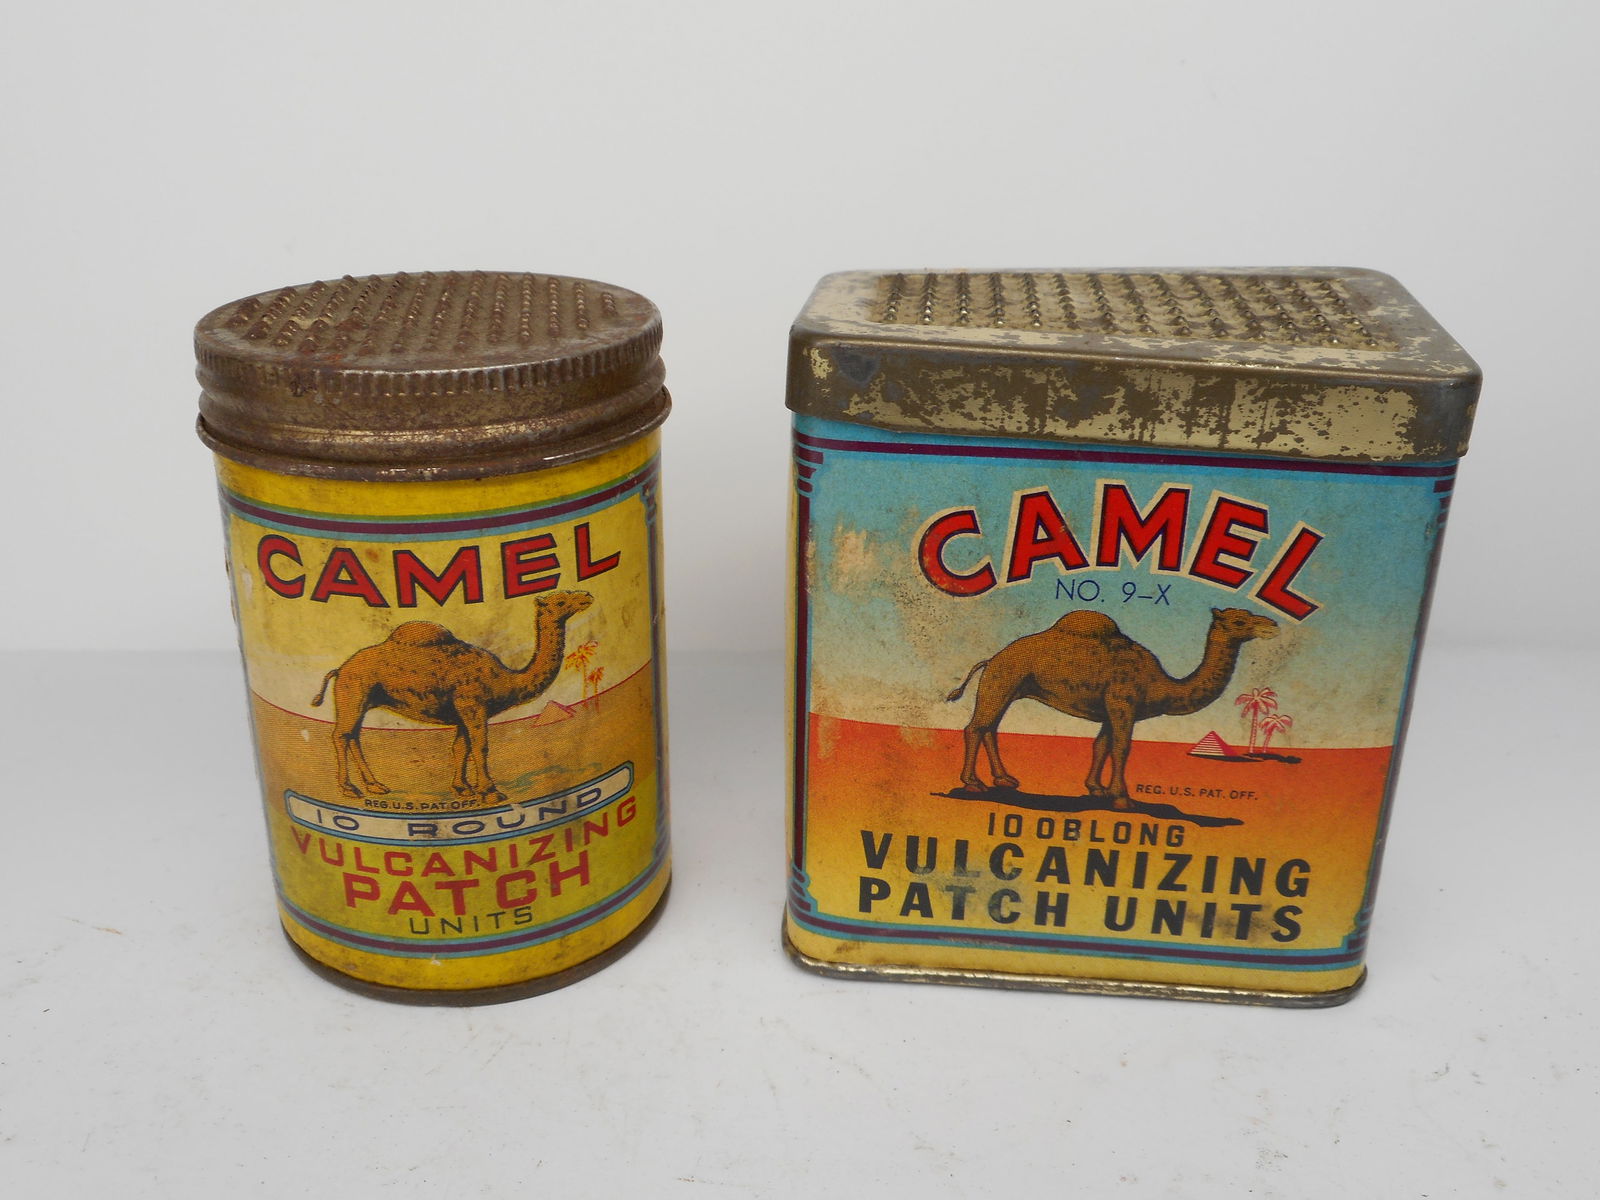 CAMEL
REG. U.S. PAT. OFF.
10 ROUND
VULCANIZING
PATCH
UNITS
CAMEL
NO. 9-X
REG. U.S. PAT. OFF.
10 OBLONG
VULCANIZING
PATCH UNITS